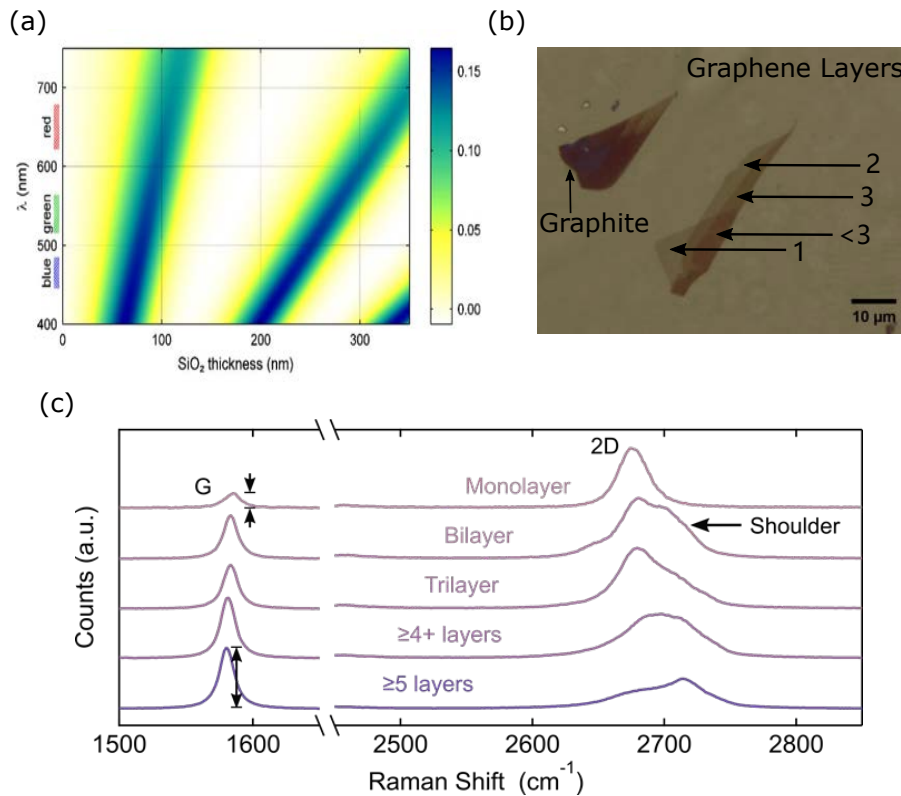 (a)
700
600
500
400
λ (nm)
red
green
blue
0
100
200
300
SiO₂ thickness (nm)
0.15
0.10
0.05
0.00
(b)
Graphene Layers
2
3
<3
1
Graphite
10 µm
(c)
G
2D
Monolayer
Shoulder
Bilayer
Trilayer
≥4+ layers
≥5 layers
Counts (a.u.)
1500
1600
2500
2600
2700
2800
Raman Shift (cm⁻¹)